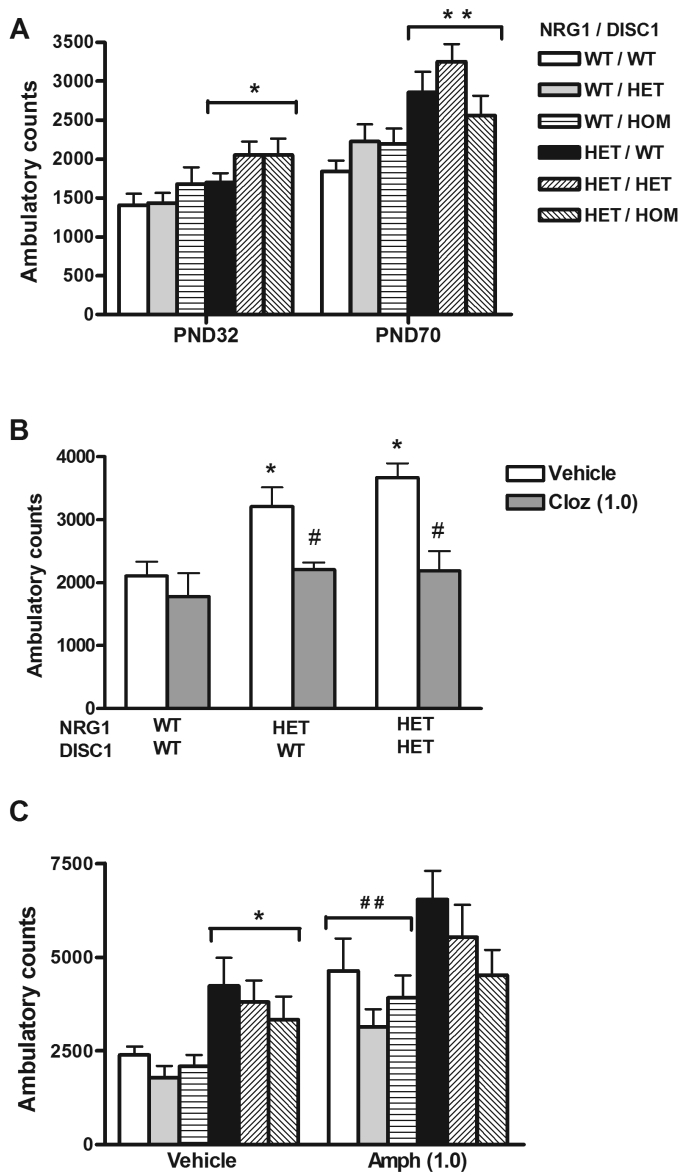 A
Ambulatory counts
3500
3000
2500
2000
1500
1000
500
0
*
* *
PND32
PND70
NRG1 / DISC1
WT / WT
WT / HET
WT / HOM
HET / WT
HET / HET
HET / HOM
B
Ambulatory counts
4000
3000
2000
1000
0
*
#
*
#
Vehicle
Cloz (1.0)
NRG1 WT HET HET
DISC1 WT WT HET
C
Ambulatory counts
7500
5000
2500
0
*
##
Vehicle
Amph (1.0)